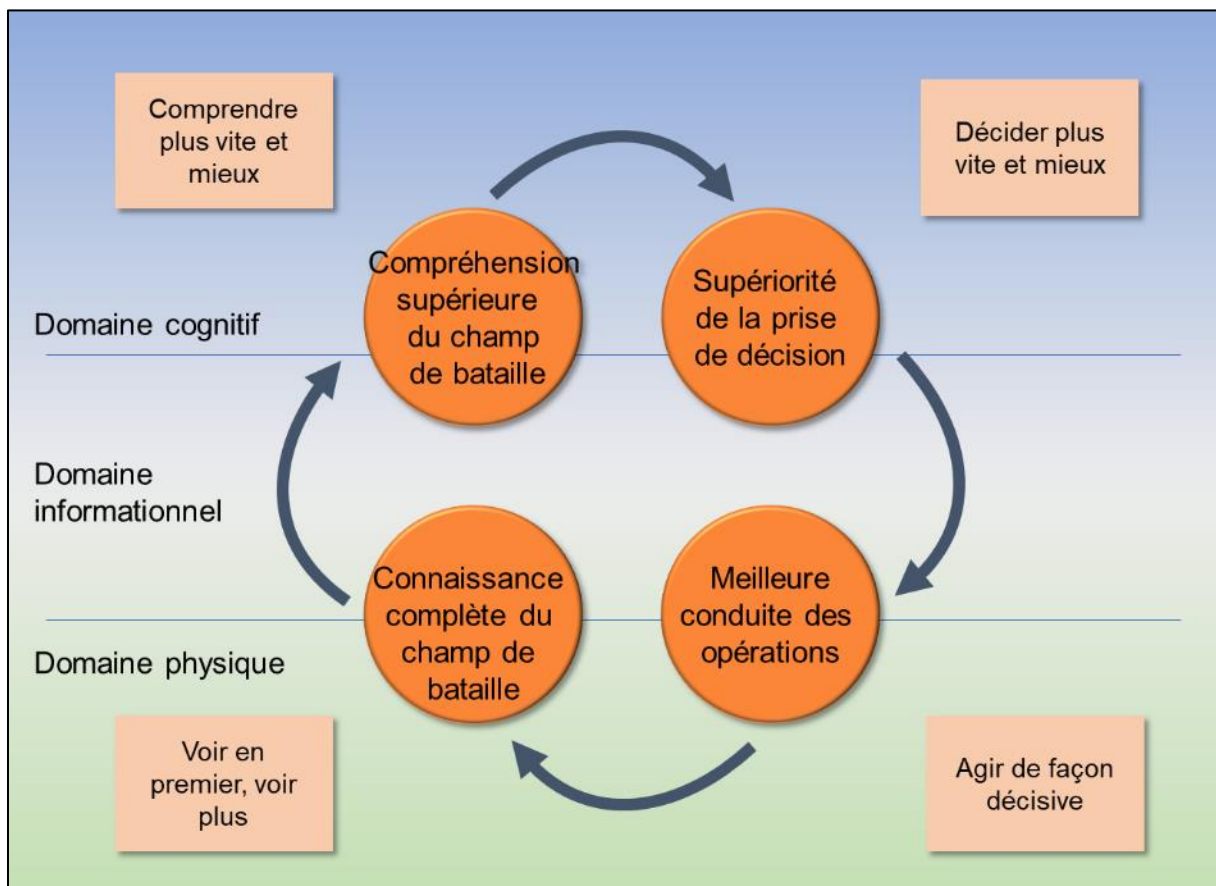 Comprendre
plus vite et
mieux
Décider plus
vite et mieux
Compréhension
supérieure
du champ
de bataille
Supériorité
de la prise
de décision
Domaine cognitif
Domaine
informationnel
Connaissance
complète du
champ de
bataille
Meilleure
conduite des
opérations
Domaine physique
Voir en
premier, voir
plus
Agir de façon
décisive